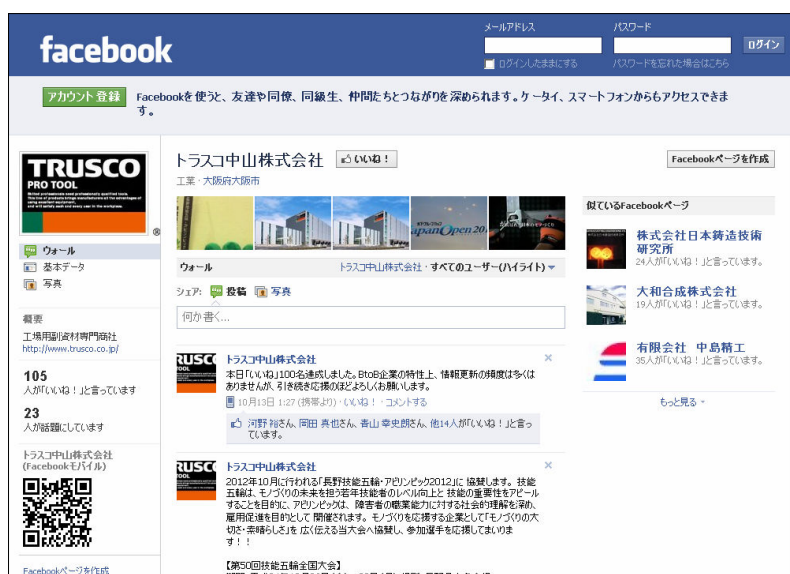 facebook
メールアドレス
パスワード
ログイン
ログインしたままにする
パスワードを忘れた場合はこちら
アカウント登録
Facebookを使うと、友達や同僚、同級生、仲間たちとつながりを深められます。ケータイ、スマートフォンからもアクセスできま
す。
TRUSCO
PRO TOOL
®
ウォール
基本データ
写真
概要
工場用副資材専門商社
http://www.trusco.co.jp/
105
人が「いいね!」と言っています
23
人が話題にしています
トラスコ中山株式会社
(Facebookモバイル)
Facebookページを作成
トラスコ中山株式会社
いいね!
Facebookページを作成
工業・大阪府大阪市
apanOpen20
ウォール
トラスコ中山株式会社・すべてのユーザー(ハイライト)
シェア: 投稿 写真
何か書く...
RUSCO
トラスコ中山株式会社
本日「いいね」100名達成しました。BtoB企業の特性上、情報更新の頻度は多くは
ありませんが、引き続き応援のほどよろしくお願いします。
10月13日 1:27 (携帯より)・いいね!・コメントする
河野 裕さん、岡田 真也さん、青山 幸史朗さん、他14人が「いいね!」と言っ
ています。
RUSCO
トラスコ中山株式会社
2012年10月に行われる「長野技能五輪・アビリンピック2012」に協賛します。技能
五輪は、モノづくりの未来を担う若年技能者のレベル向上と 技能の重要性をアピール
することを目的に、アビリンピックは、障害者の職業能力に対する社会的理解を深め、
雇用促進を目的として 開催されます。モノづくりを応援する企業として「モノづくりの大
切さ・素晴らしさ」を 広く伝える当大会へ協賛し、参加選手を応援してまいりま
す!!
【第50回技能五輪全国大会】
似ているFacebookページ
株式会社日本鋳造技術
研究所
24人が「いいね!」と言っています。
大和合成株式会社
19人が「いいね!」と言っています。
有限会社 中島精工
35人が「いいね!」と言っています。
もっと見る